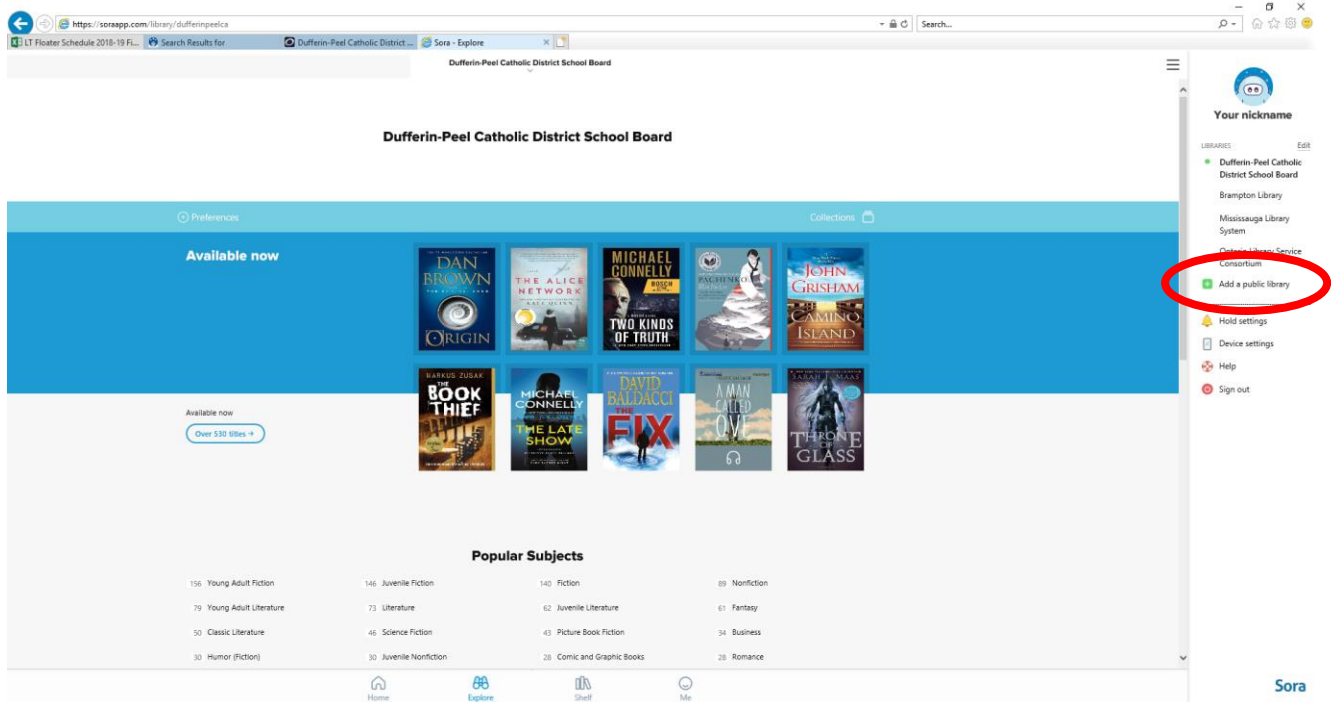 https://soraapp.com/library/dufferinpeelca
Search...
LT Floater Schedule 2018-19 Fi...
Search Results for
Dufferin-Peel Catholic District ...
Sora - Explore
Dufferin-Peel Catholic District School Board
Your nickname
Dufferin-Peel Catholic District School Board
LIBRARIES Edit
Dufferin-Peel Catholic
District School Board
Brampton Library
Mississauga Library
System
Ontario Library Service
Consortium
Add a public library
Hold settings
Device settings
Help
Sign out
Preferences
Collections
Available now
DAN
BROWN
ORIGIN
THE ALICE
NETWORK
KATE QUINN
MICHAEL
CONNELLY
BOSCH
TWO KINDS
OF TRUTH
PACHINKO
JOHN
GRISHAM
CAMINO
ISLAND
MARKUS ZUSAK
THE
BOOK
THIEF
MICHAEL
CONNELLY
THE LATE
SHOW
DAVID
BALDACCI
THE
FIX
A MAN
CALLED
OVE
SARAH J. MAAS
THRONE
OF
GLASS
Available now
Over 530 titles →
Popular Subjects
156 Young Adult Fiction
146 Juvenile Fiction
140 Fiction
89 Nonfiction
79 Young Adult Literature
73 Literature
62 Juvenile Literature
61 Fantasy
50 Classic Literature
46 Science Fiction
43 Picture Book Fiction
34 Business
30 Humor (Fiction)
30 Juvenile Nonfiction
28 Comic and Graphic Books
28 Romance
Home
Explore
Shelf
Me
Sora